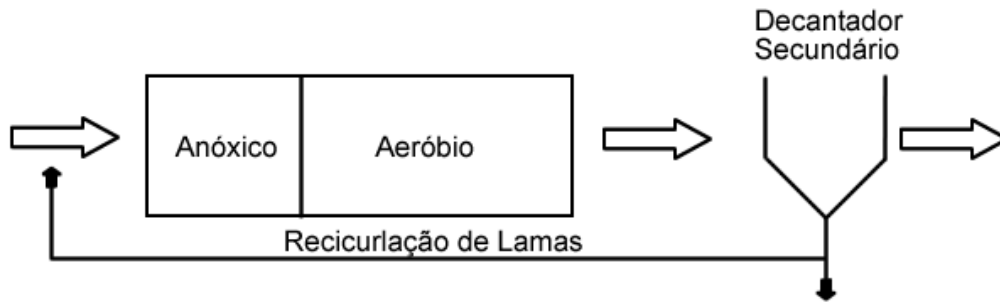 Decantador
Secundário
Anóxico
Aeróbio
Recicurlação de Lamas